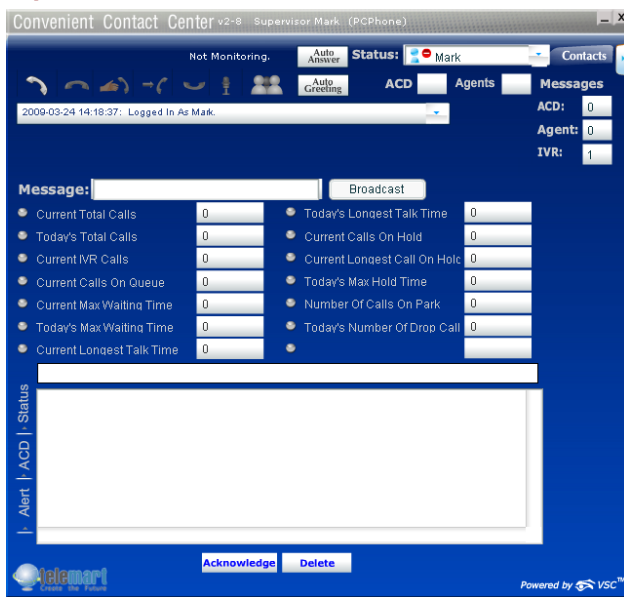 Convenient Contact Center v2-8 Supervisor Mark (PCPhone) _ X
Not Monitoring. Auto Answer Status: Mark Contacts
Auto Greeting ACD Agents Messages
2009-03-24 14:18:37: Logged In As Mark.
ACD: 0
Agent: 0
IVR: 1
Message: Broadcast
Current Total Calls 0 Today's Longest Talk Time 0
Today's Total Calls 0 Current Calls On Hold 0
Current IVR Calls 0 Current Longest Call On Holc 0
Current Calls On Queue 0 Today's Max Hold Time 0
Current Max Waiting Time 0 Number Of Calls On Park 0
Today's Max Waiting Time 0 Today's Number Of Drop Call 0
Current Longest Talk Time 0
Alert ACD Status
Acknowledge Delete
telemart
Create the Future
Powered by VSC™